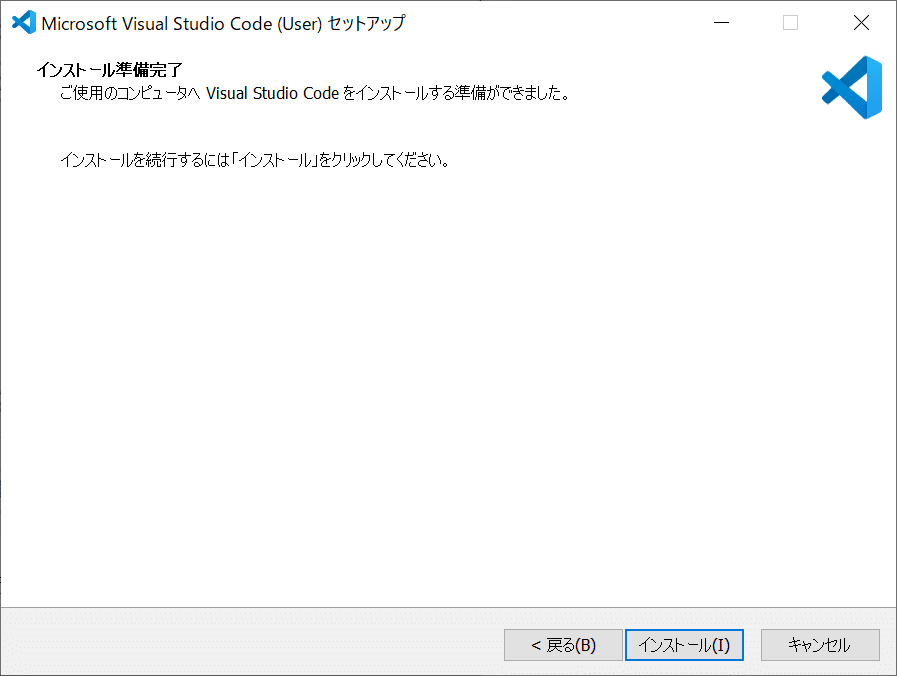 Microsoft Visual Studio Code (User) セットアップ
インストール準備完了
ご使用のコンピュータへ Visual Studio Code をインストールする準備ができました。
インストールを続行するには「インストール」をクリックしてください。
< 戻る(B) インストール(I) キャンセル